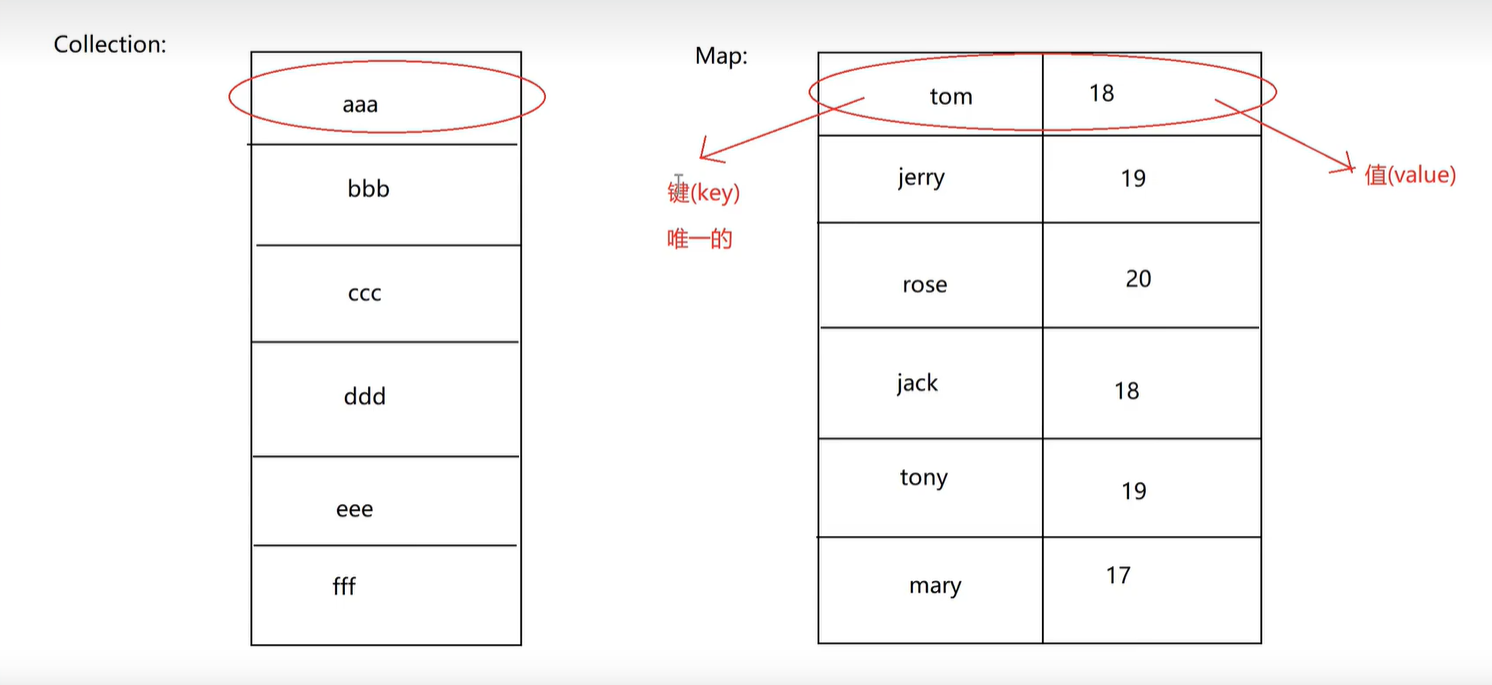 Collection:
aaa
bbb
ccc
ddd
eee
fff
Map:
tom 18
jerry 19
rose 20
jack 18
tony 19
mary 17
键(key)
唯一的
值(value)